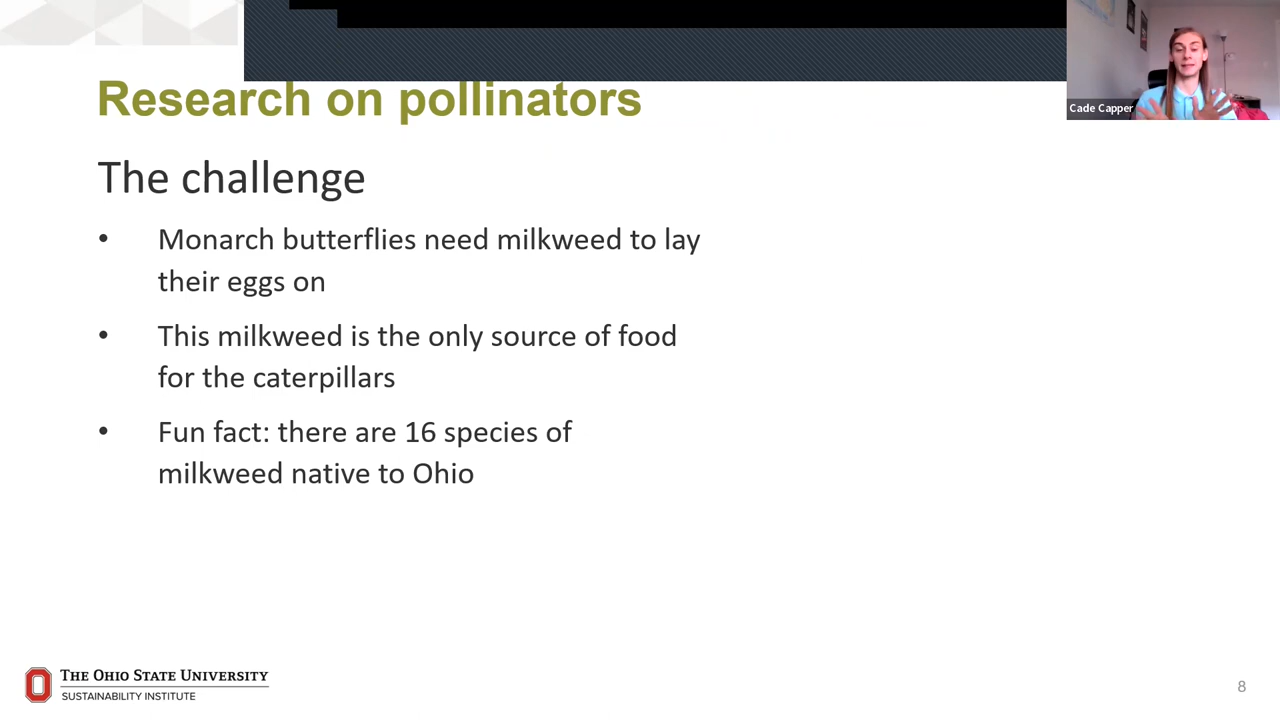 Research on pollinators
Cade Capper
The challenge
• Monarch butterflies need milkweed to lay
their eggs on
• This milkweed is the only source of food
for the caterpillars
• Fun fact: there are 16 species of
milkweed native to Ohio
THE OHIO STATE UNIVERSITY
SUSTAINABILITY INSTITUTE
8